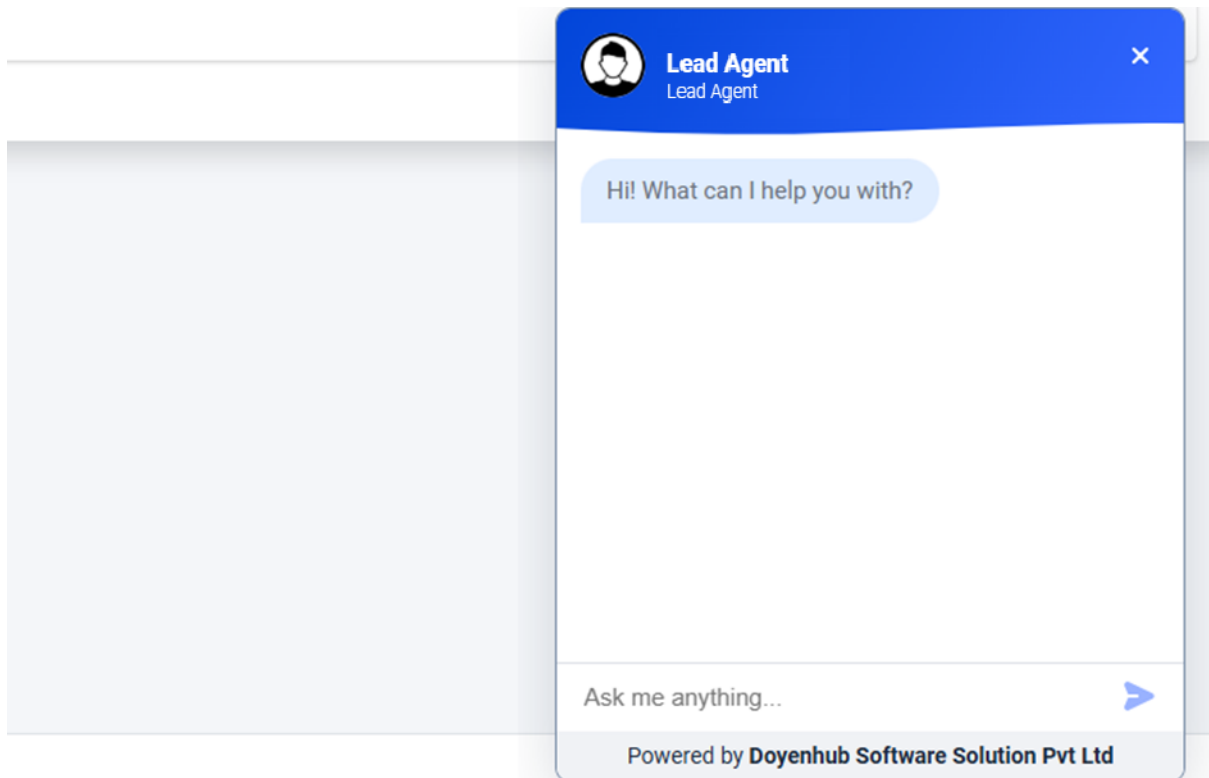 Lead Agent
Lead Agent
Hi! What can I help you with?
Ask me anything...
Powered by Doyenhub Software Solution Pvt Ltd